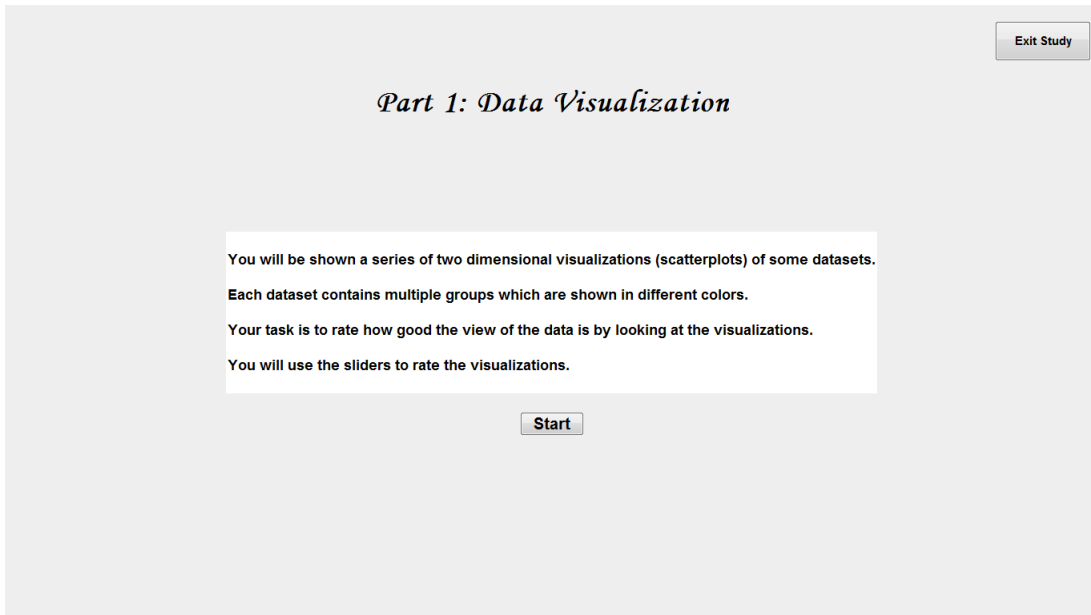 Exit Study
Part 1: Data Visualization
You will be shown a series of two dimensional visualizations (scatterplots) of some datasets.
Each dataset contains multiple groups which are shown in different colors.
Your task is to rate how good the view of the data is by looking at the visualizations.
You will use the sliders to rate the visualizations.
Start